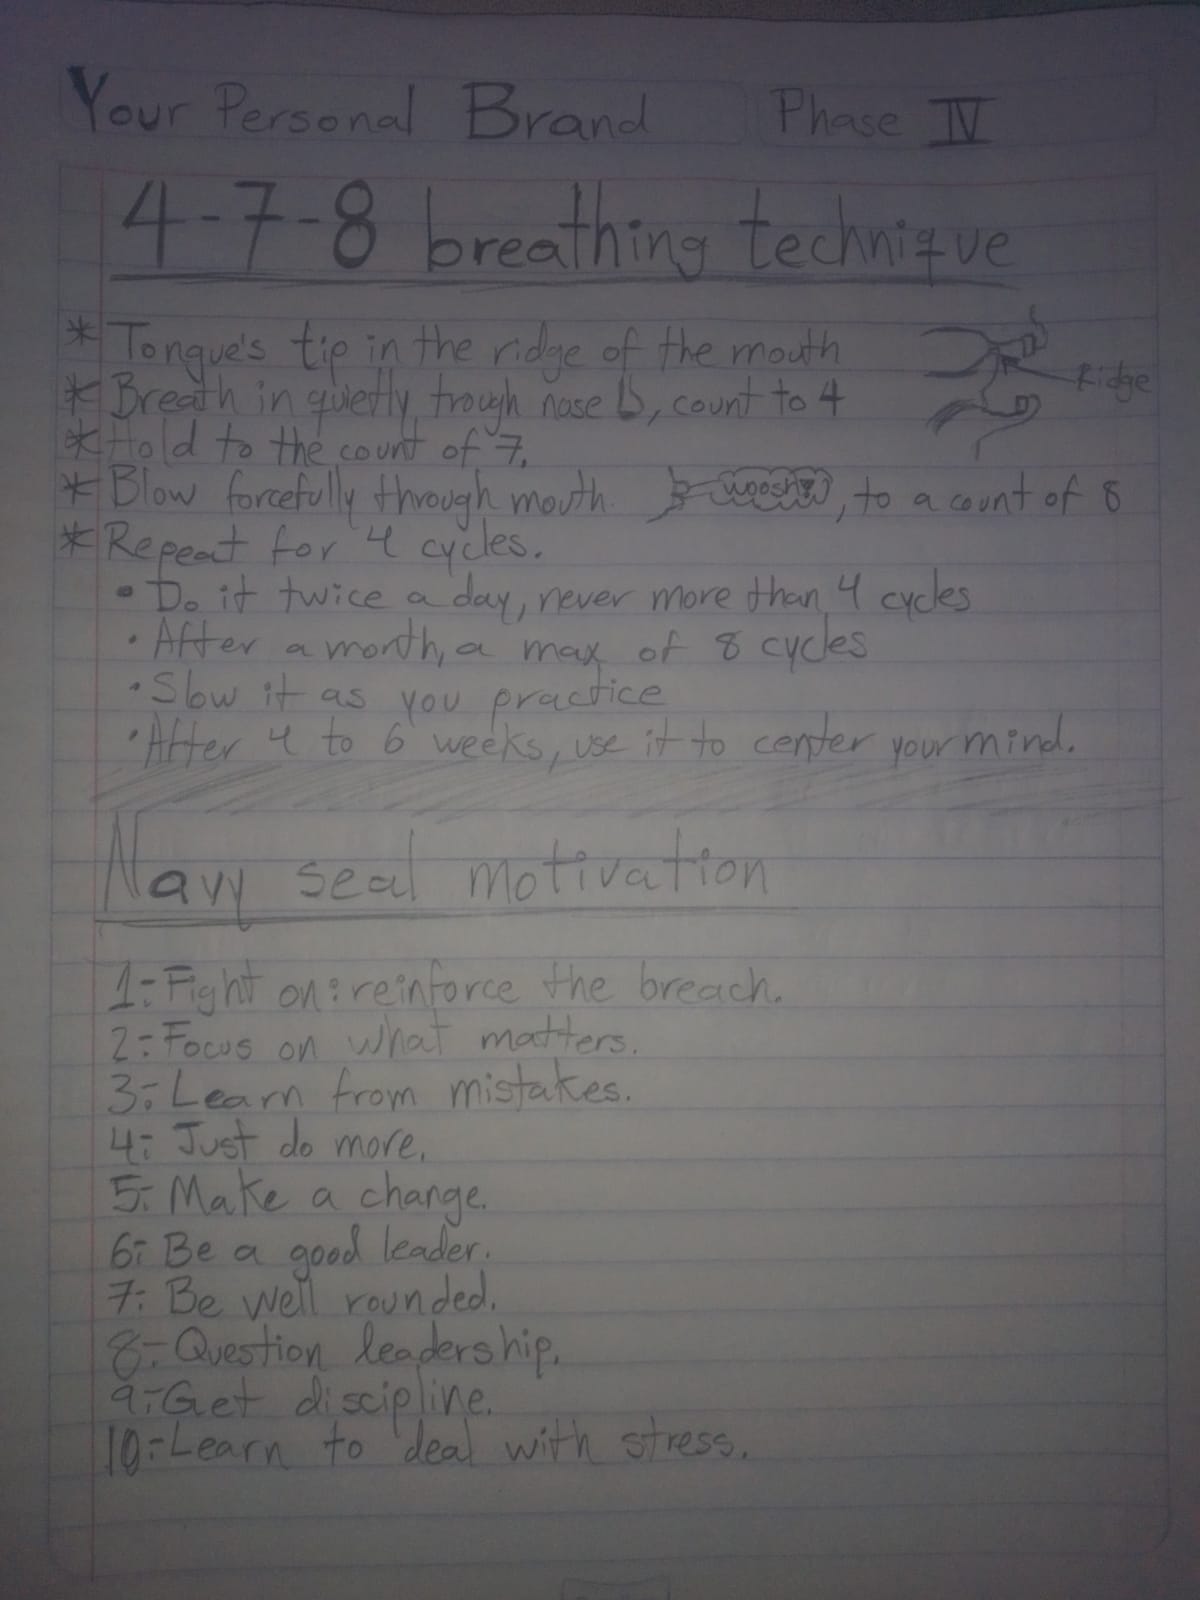 Your Personal Brand Phase IV
4-7-8 breathing technique
* Tongue's tip in the ridge of the mouth
Ridge
* Breath in quietly trough nose, count to 4
* Hold to the count of 7.
* Blow forcefully through mouth. woosh, to a count of 8
* Repeat for 4 cycles.
• Do it twice a day, never more than 4 cycles
• After a month, a max of 8 cycles
• Slow it as you practice
• After 4 to 6 weeks, use it to center your mind.
Navy seal motivation
1:- Fight on: reinforce the breach.
2:- Focus on what matters.
3:- Learn from mistakes.
4:- Just do more.
5:- Make a change.
6:- Be a good leader.
7:- Be well rounded.
8:- Question leadership.
9:- Get discipline.
10:- Learn to deal with stress.